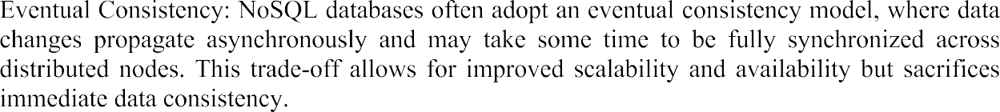 Eventual Consistency: NoSQL databases often adopt an eventual consistency model, where data
changes propagate asynchronously and may take some time to be fully synchronized across
distributed nodes. This trade-off allows for improved scalability and availability but sacrifices
immediate data consistency.